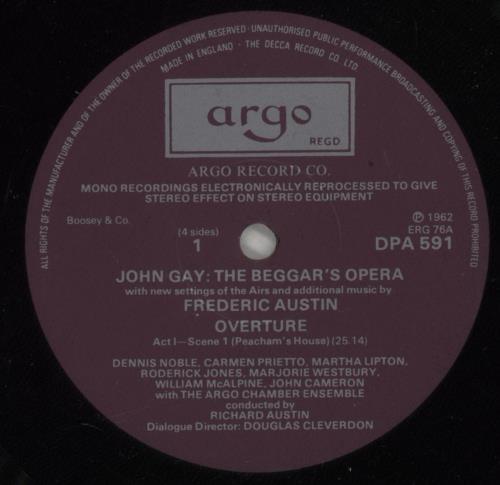 ALL RIGHTS OF THE MANUFACTURER AND OF THE OWNER OF THE RECORDED WORK RESERVED · UNAUTHORISED PUBLIC PERFORMANCE BROADCASTING AND COPYING OF THIS RECORD PROHIBITED
MADE IN ENGLAND - THE DECCA RECORD CO LTD
argo
REGD
ARGO RECORD CO.
MONO RECORDINGS ELECTRONICALLY REPROCESSED TO GIVE
STEREO EFFECT ON STEREO EQUIPMENT
Boosey & Co.
(4 sides)
1
℗ 1962
ERG 76A
DPA 591
JOHN GAY: THE BEGGAR'S OPERA
with new settings of the Airs and additional music by
FREDERIC AUSTIN
OVERTURE
Act I—Scene 1 (Peacham's House) (25.14)
DENNIS NOBLE, CARMEN PRIETTO, MARTHA LIPTON,
RODERICK JONES, MARJORIE WESTBURY,
WILLIAM McALPINE, JOHN CAMERON
with THE ARGO CHAMBER ENSEMBLE
conducted by
RICHARD AUSTIN
Dialogue Director: DOUGLAS CLEVERDON